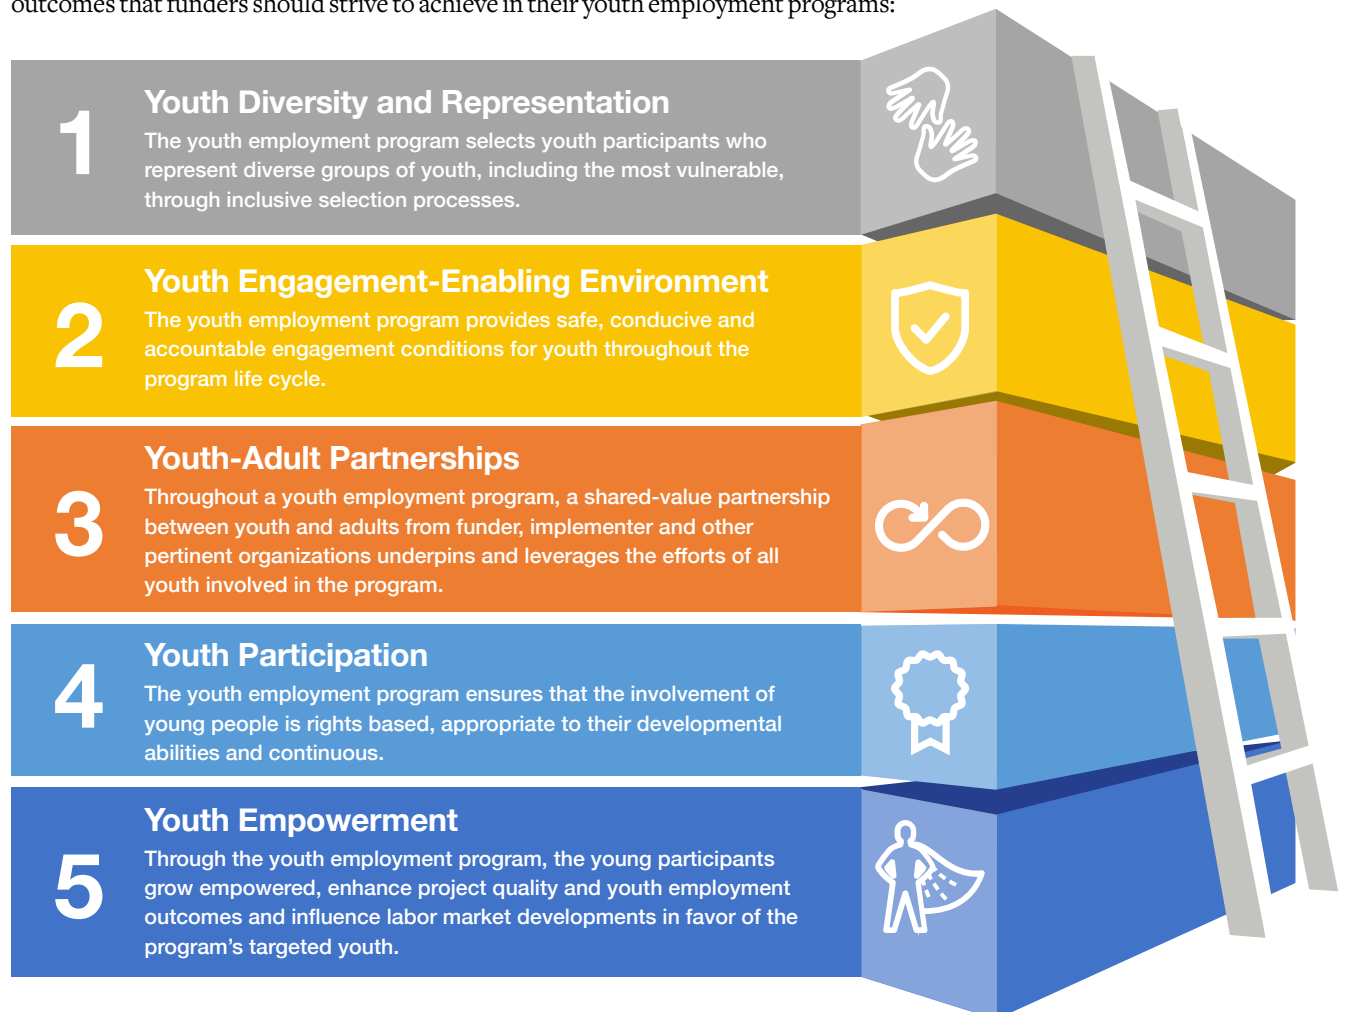 outcomes that funders should strive to achieve in their youth employment programs:
1
Youth Diversity and Representation
The youth employment program selects youth participants who
represent diverse groups of youth, including the most vulnerable,
through inclusive selection processes.
2
Youth Engagement-Enabling Environment
The youth employment program provides safe, conducive and
accountable engagement conditions for youth throughout the
program life cycle.
3
Youth-Adult Partnerships
Throughout a youth employment program, a shared-value partnership
between youth and adults from funder, implementer and other
pertinent organizations underpins and leverages the efforts of all
youth involved in the program.
4
Youth Participation
The youth employment program ensures that the involvement of
young people is rights based, appropriate to their developmental
abilities and continuous.
5
Youth Empowerment
Through the youth employment program, the young participants
grow empowered, enhance project quality and youth employment
outcomes and influence labor market developments in favor of the
program's targeted youth.